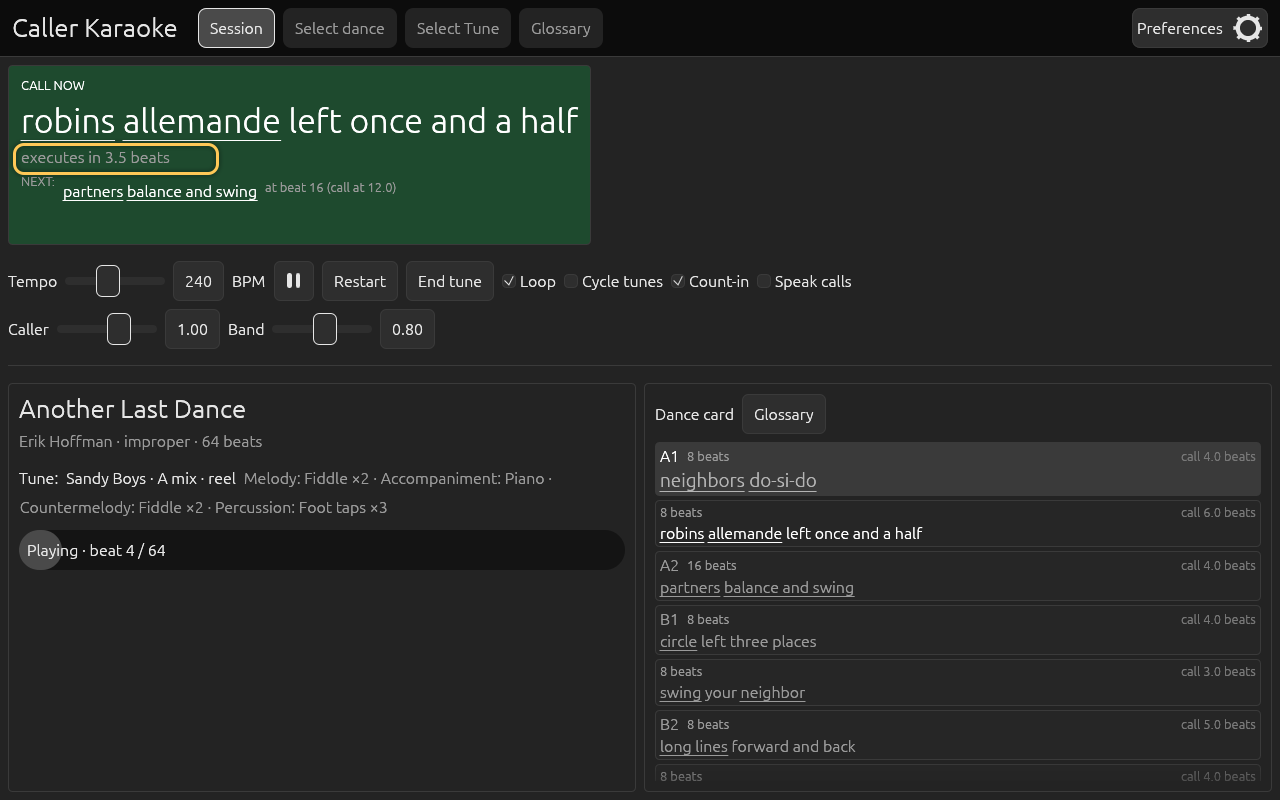 Caller Karaoke Session Select dance Select Tune Glossary Preferences
CALL NOW
robins allemande left once and a half
executes in 3.5 beats
NEXT: partners balance and swing at beat 16 (call at 12.0)
Tempo 240 BPM Restart End tune Loop Cycle tunes Count-in Speak calls
Caller 1.00 Band 0.80
Another Last Dance
Erik Hoffman · improper · 64 beats
Tune: Sandy Boys · A mix · reel Melody: Fiddle ×2 · Accompaniment: Piano ·
Countermelody: Fiddle ×2 · Percussion: Foot taps ×3
Playing · beat 4 / 64
Dance card Glossary
A1 8 beats call 4.0 beats
neighbors do-si-do
8 beats call 6.0 beats
robins allemande left once and a half
A2 16 beats call 4.0 beats
partners balance and swing
B1 8 beats call 4.0 beats
circle left three places
8 beats call 3.0 beats
swing your neighbor
B2 8 beats call 5.0 beats
long lines forward and back
8 beats call 4.0 beats